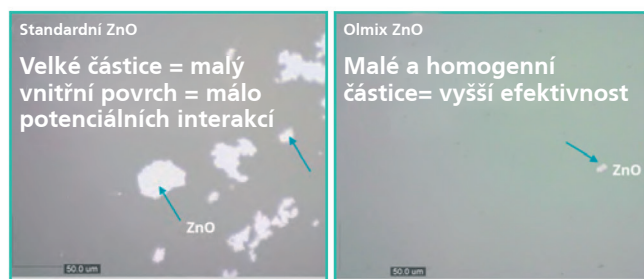 Standardní ZnO
Velké částice = malý
vnitřní povrch = málo
potenciálních interakcí
ZnO
50.0 um
Olmix ZnO
Malé a homogenní
částice= vyšší efektivnost
ZnO
50.0 um